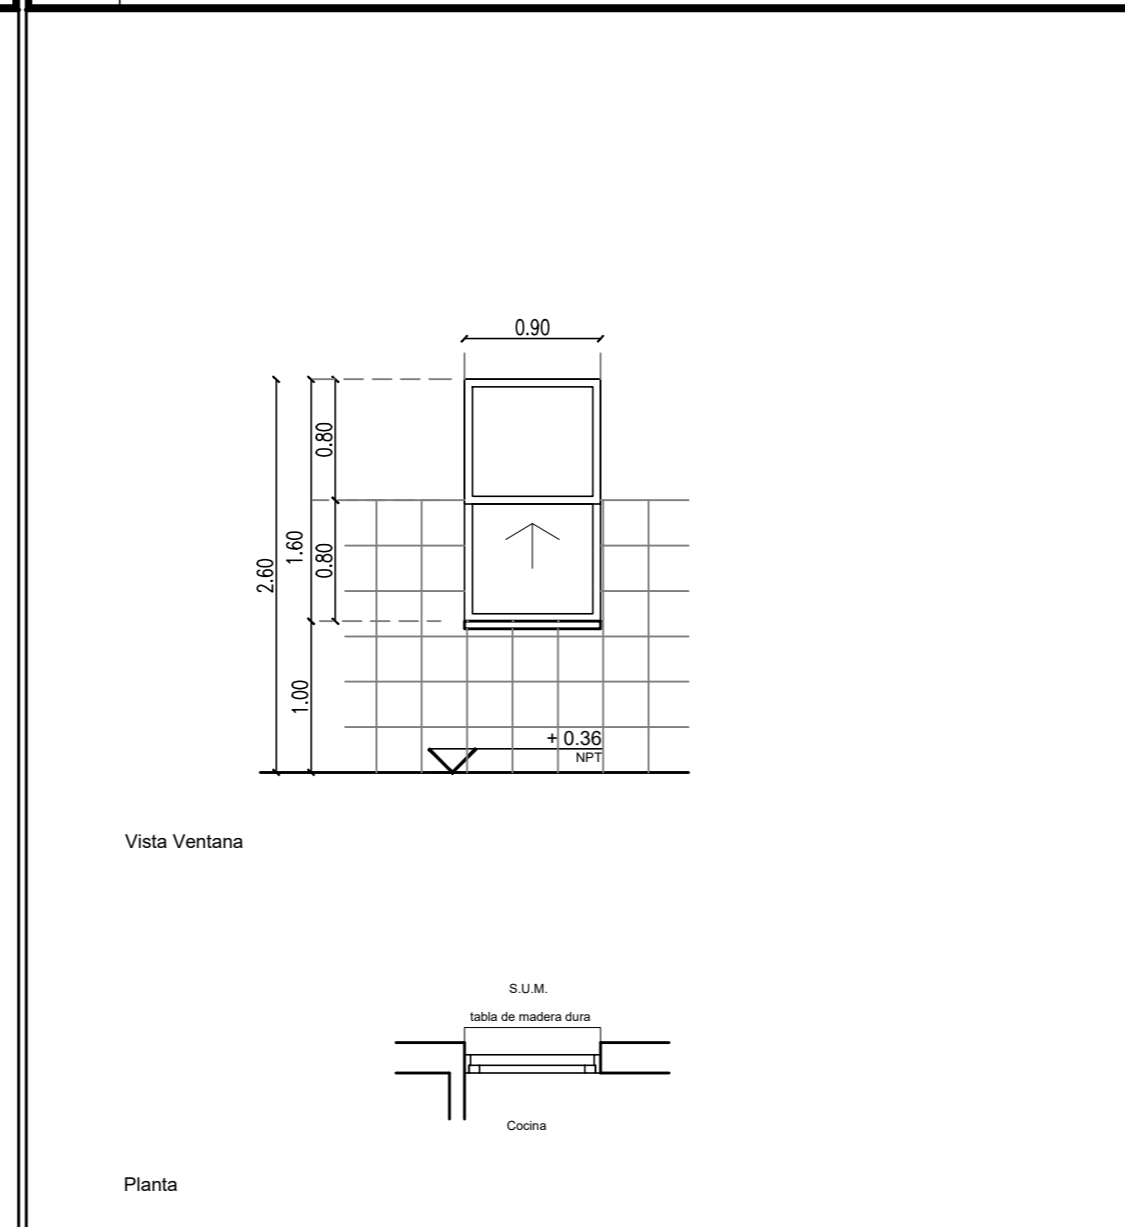 0.90
0.80
1.60
0.80
2.60
1.00
+ 0.36
NPT
Vista Ventana
S.U.M.
tabla de madera dura
Cocina
Planta